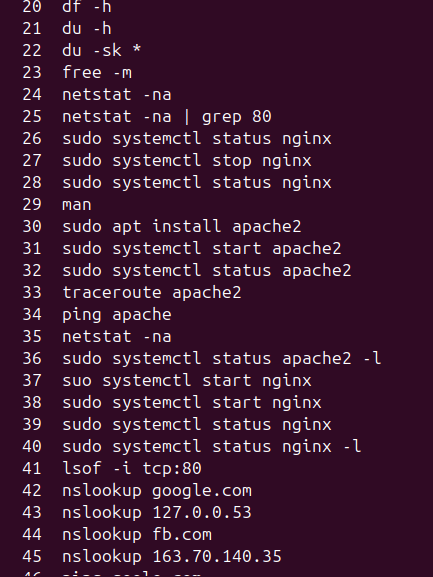 20 df -h
21 du -h
22 du -sk *
23 free -m
24 netstat -na
25 netstat -na | grep 80
26 sudo systemctl status nginx
27 sudo systemctl stop nginx
28 sudo systemctl status nginx
29 man
30 sudo apt install apache2
31 sudo systemctl start apache2
32 sudo systemctl status apache2
33 traceroute apache2
34 ping apache
35 netstat -na
36 sudo systemctl status apache2 -l
37 suo systemctl start nginx
38 sudo systemctl start nginx
39 sudo systemctl status nginx
40 sudo systemctl status nginx -l
41 lsof -i tcp:80
42 nslookup google.com
43 nslookup 127.0.0.53
44 nslookup fb.com
45 nslookup 163.70.140.35